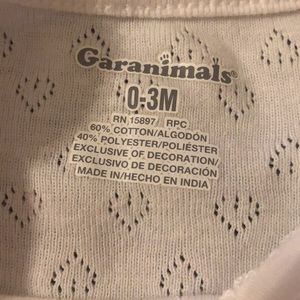 Garanimals®
0-3M
RN 15897 RPC
60% COTTON/ALGODÓN
40% POLYESTER/POLIÉSTER
EXCLUSIVE OF DECORATION/
EXCLUSIVO DE DECORACIÓN
MADE IN/HECHO EN INDIA